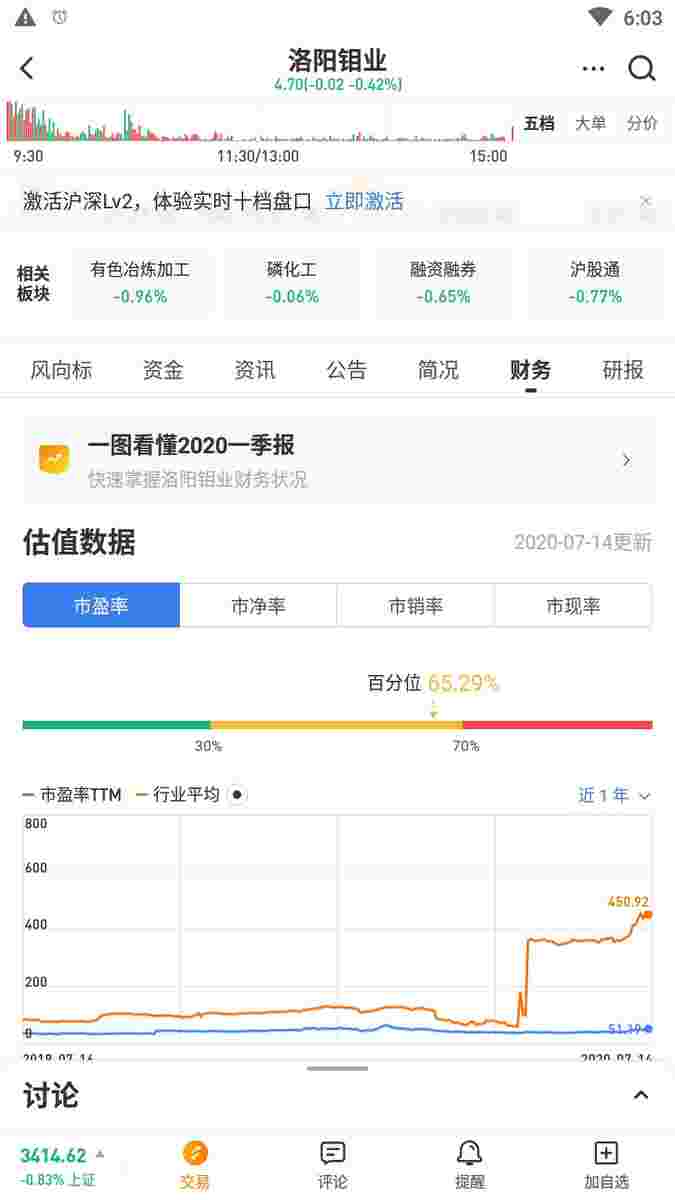 6:03
洛阳钼业
4.70(-0.02 -0.42%)
五档 大单 分价
9:30 11:30/13:00 15:00
激活沪深Lv2，体验实时十档盘口 立即激活
相关板块
有色冶炼加工 磷化工 融资融券 沪股通
-0.96% -0.06% -0.65% -0.77%
风向标 资金 资讯 公告 简况 财务 研报
一图看懂2020一季报
快速掌握洛阳钼业财务状况
估值数据 2020-07-14更新
市盈率 市净率 市销率 市现率
百分位 65.29%
30% 70%
市盈率TTM 行业平均 近1年
800
600
450.92
400
200
0 51.19
2019-07-16 2020-07-14
讨论
3414.62
-0.83% 上证
交易 评论 提醒 加自选